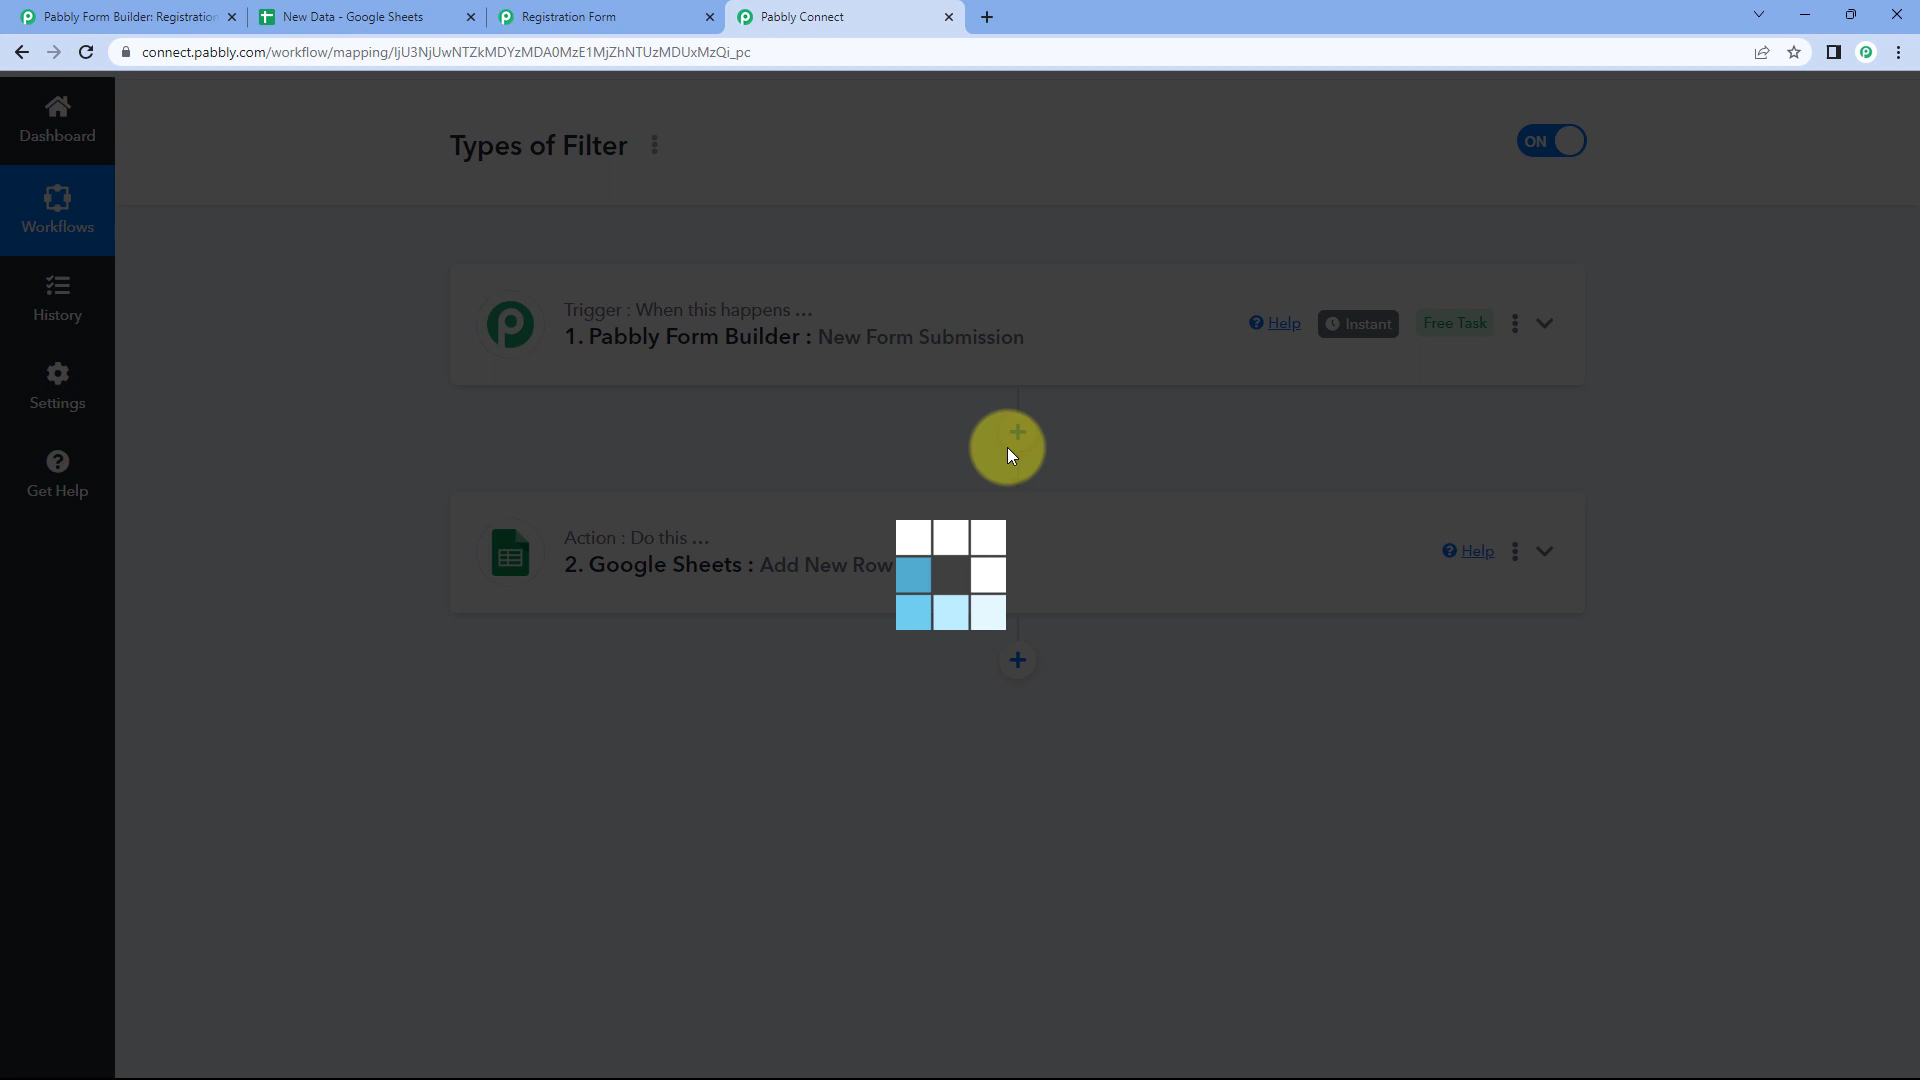 Pabbly Form Builder: Registration
New Data - Google Sheets
Registration Form
Pabbly Connect
connect.pabbly.com/workflow/mapping/IjU3NjUwNTZkMDYzMDA0MzE1MjZhNTUzMDUxMzQi_pc
Dashboard
Workflows
History
Settings
Get Help
Types of Filter
ON
Trigger : When this happens ...
1. Pabbly Form Builder : New Form Submission
Help
Instant
Free Task
Action : Do this ...
2. Google Sheets : Add New Row
Help